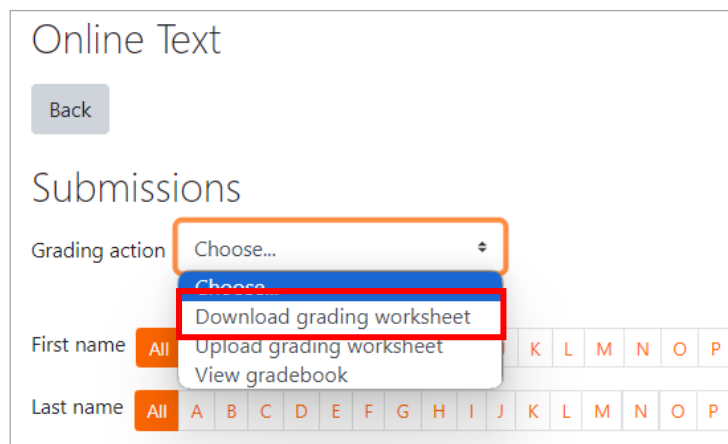 Online Text
Back
Submissions
Grading action Choose...
Choose...
Download grading worksheet
First name All J K L M N O P
Upload grading worksheet
View gradebook
Last name All A B C D E F G H I J K L M N O P